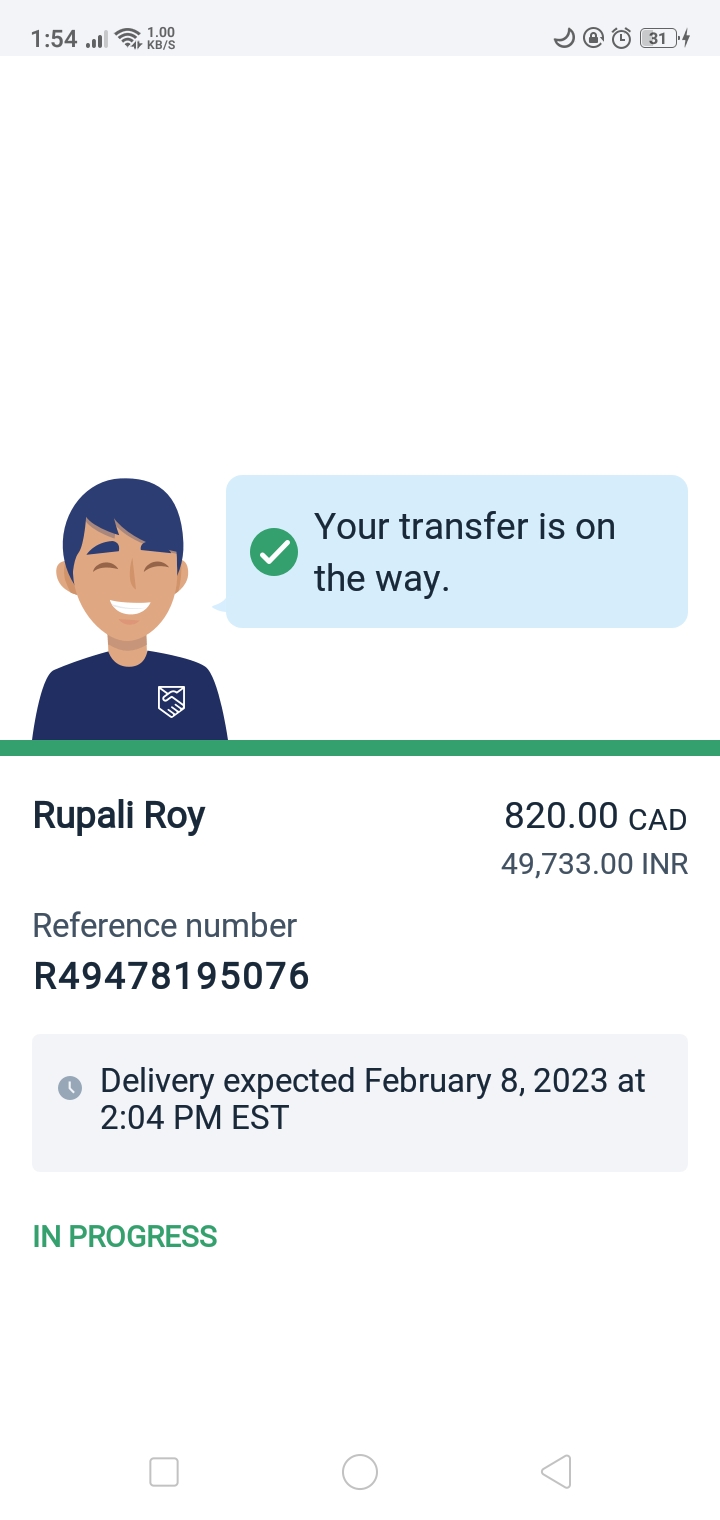 1:54 1.00 KB/S 31
Your transfer is on
the way.
Rupali Roy 820.00 CAD
49,733.00 INR
Reference number
R49478195076
Delivery expected February 8, 2023 at
2:04 PM EST
IN PROGRESS